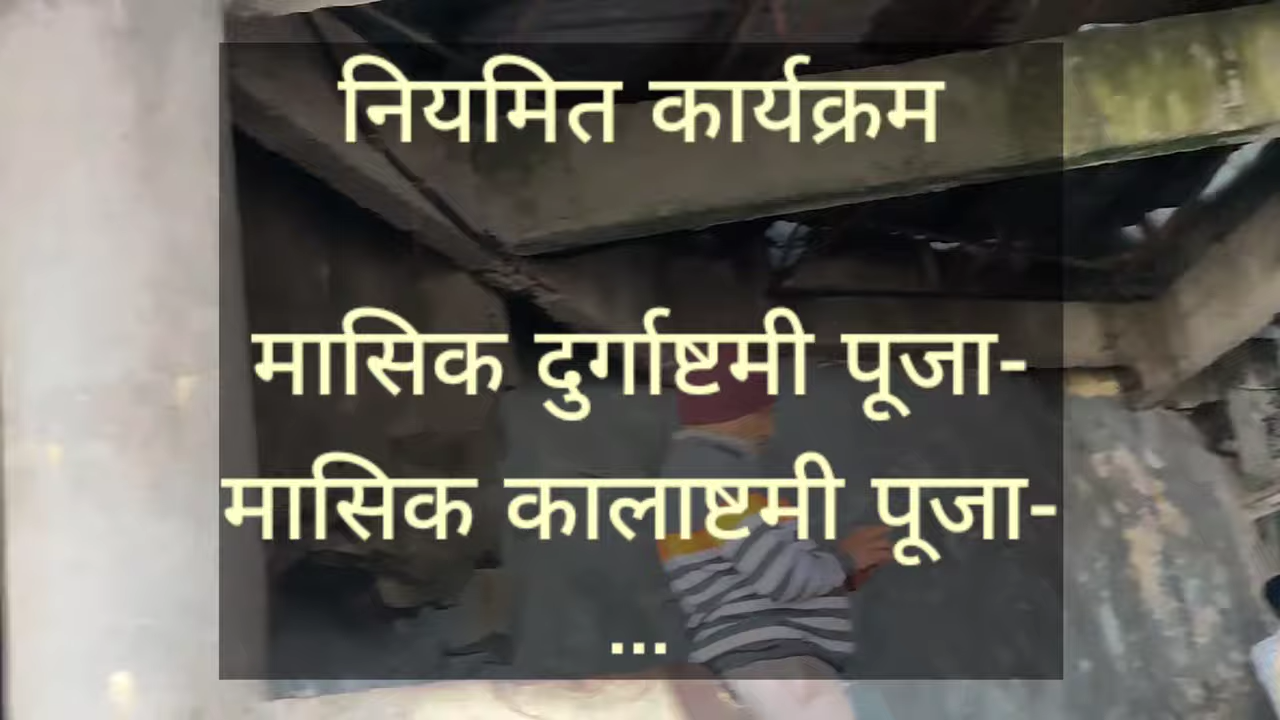 नियमित कार्यक्रम
मासिक दुर्गाष्टमी पूजा-
मासिक कालाष्टमी पूजा-
...